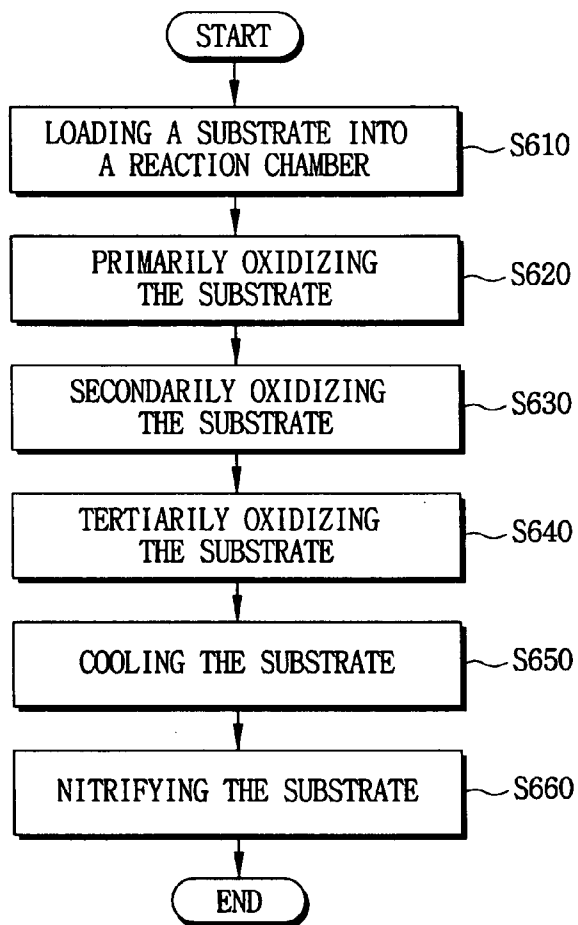 START
LOADING A SUBSTRATE INTO
A REACTION CHAMBER
S610
PRIMARILY OXIDIZING
THE SUBSTRATE
S620
SECONDARILY OXIDIZING
THE SUBSTRATE
S630
TERTIARILY OXIDIZING
THE SUBSTRATE
S640
COOLING THE SUBSTRATE
S650
NITRIFYING THE SUBSTRATE
S660
END